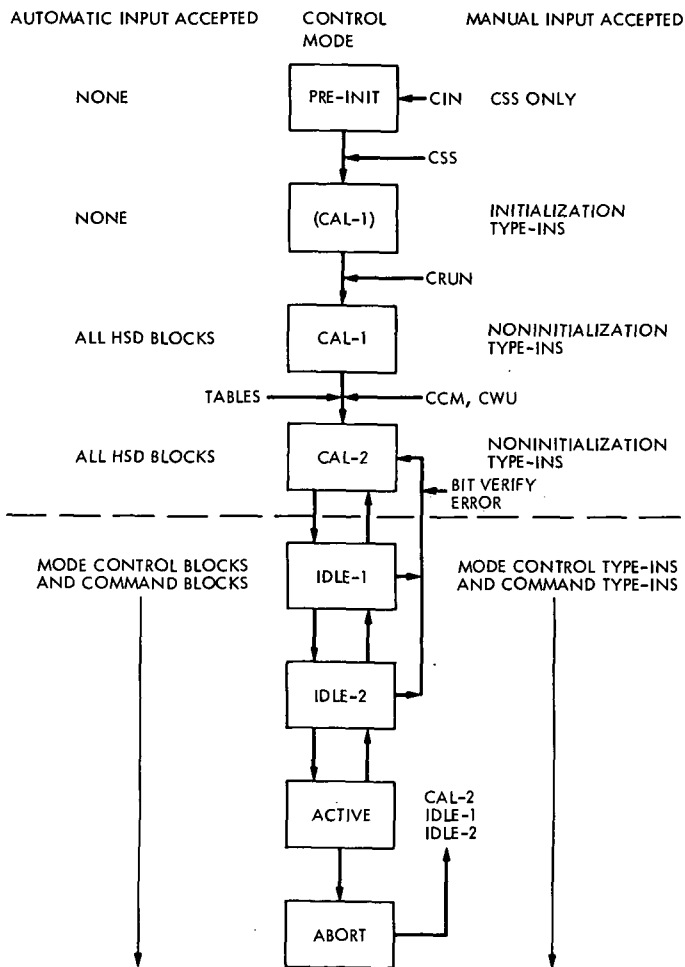 AUTOMATIC INPUT ACCEPTED
CONTROL
MODE
MANUAL INPUT ACCEPTED
NONE
PRE-INIT
CIN
CSS ONLY
CSS
NONE
(CAL-1)
INITIALIZATION
TYPE-INS
CRUN
ALL HSD BLOCKS
CAL-1
NONINITIALIZATION
TYPE-INS
TABLES
CCM, CWU
ALL HSD BLOCKS
CAL-2
NONINITIALIZATION
TYPE-INS
BIT VERIFY
ERROR
MODE CONTROL BLOCKS
AND COMMAND BLOCKS
IDLE-1
MODE CONTROL TYPE-INS
AND COMMAND TYPE-INS
IDLE-2
ACTIVE
CAL-2
IDLE-1
IDLE-2
ABORT